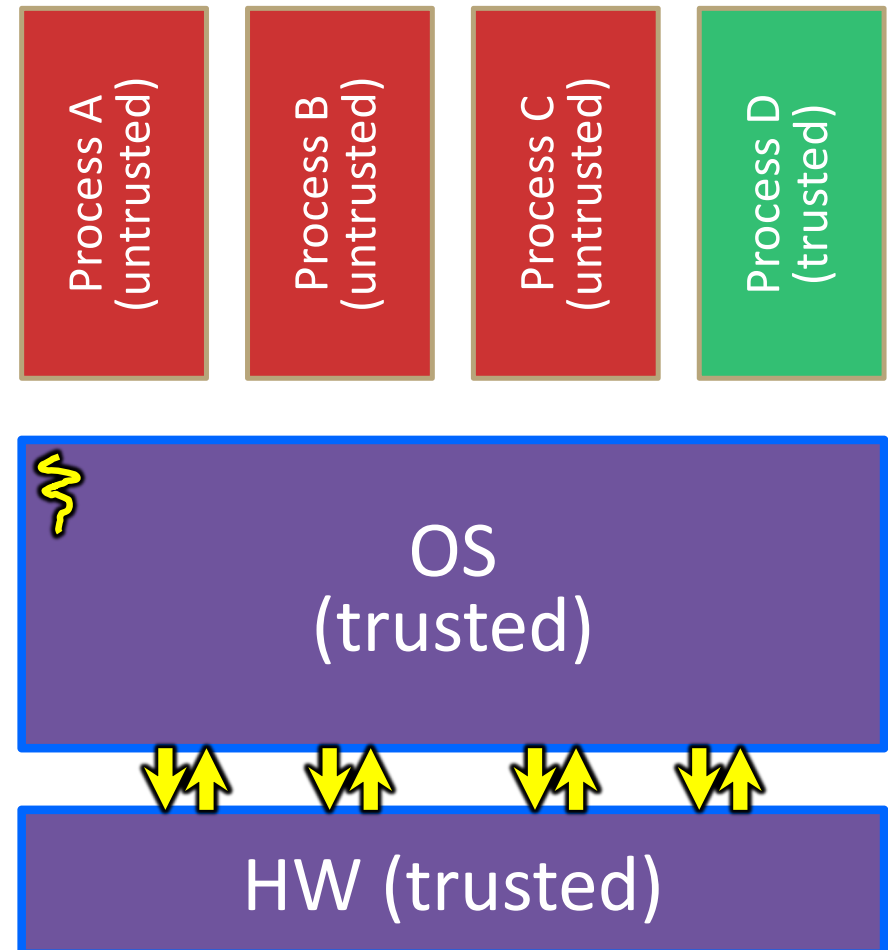 Process A
(untrusted)
Process B
(untrusted)
Process C
(untrusted)
Process D
(trusted)
OS
(trusted)
HW (trusted)